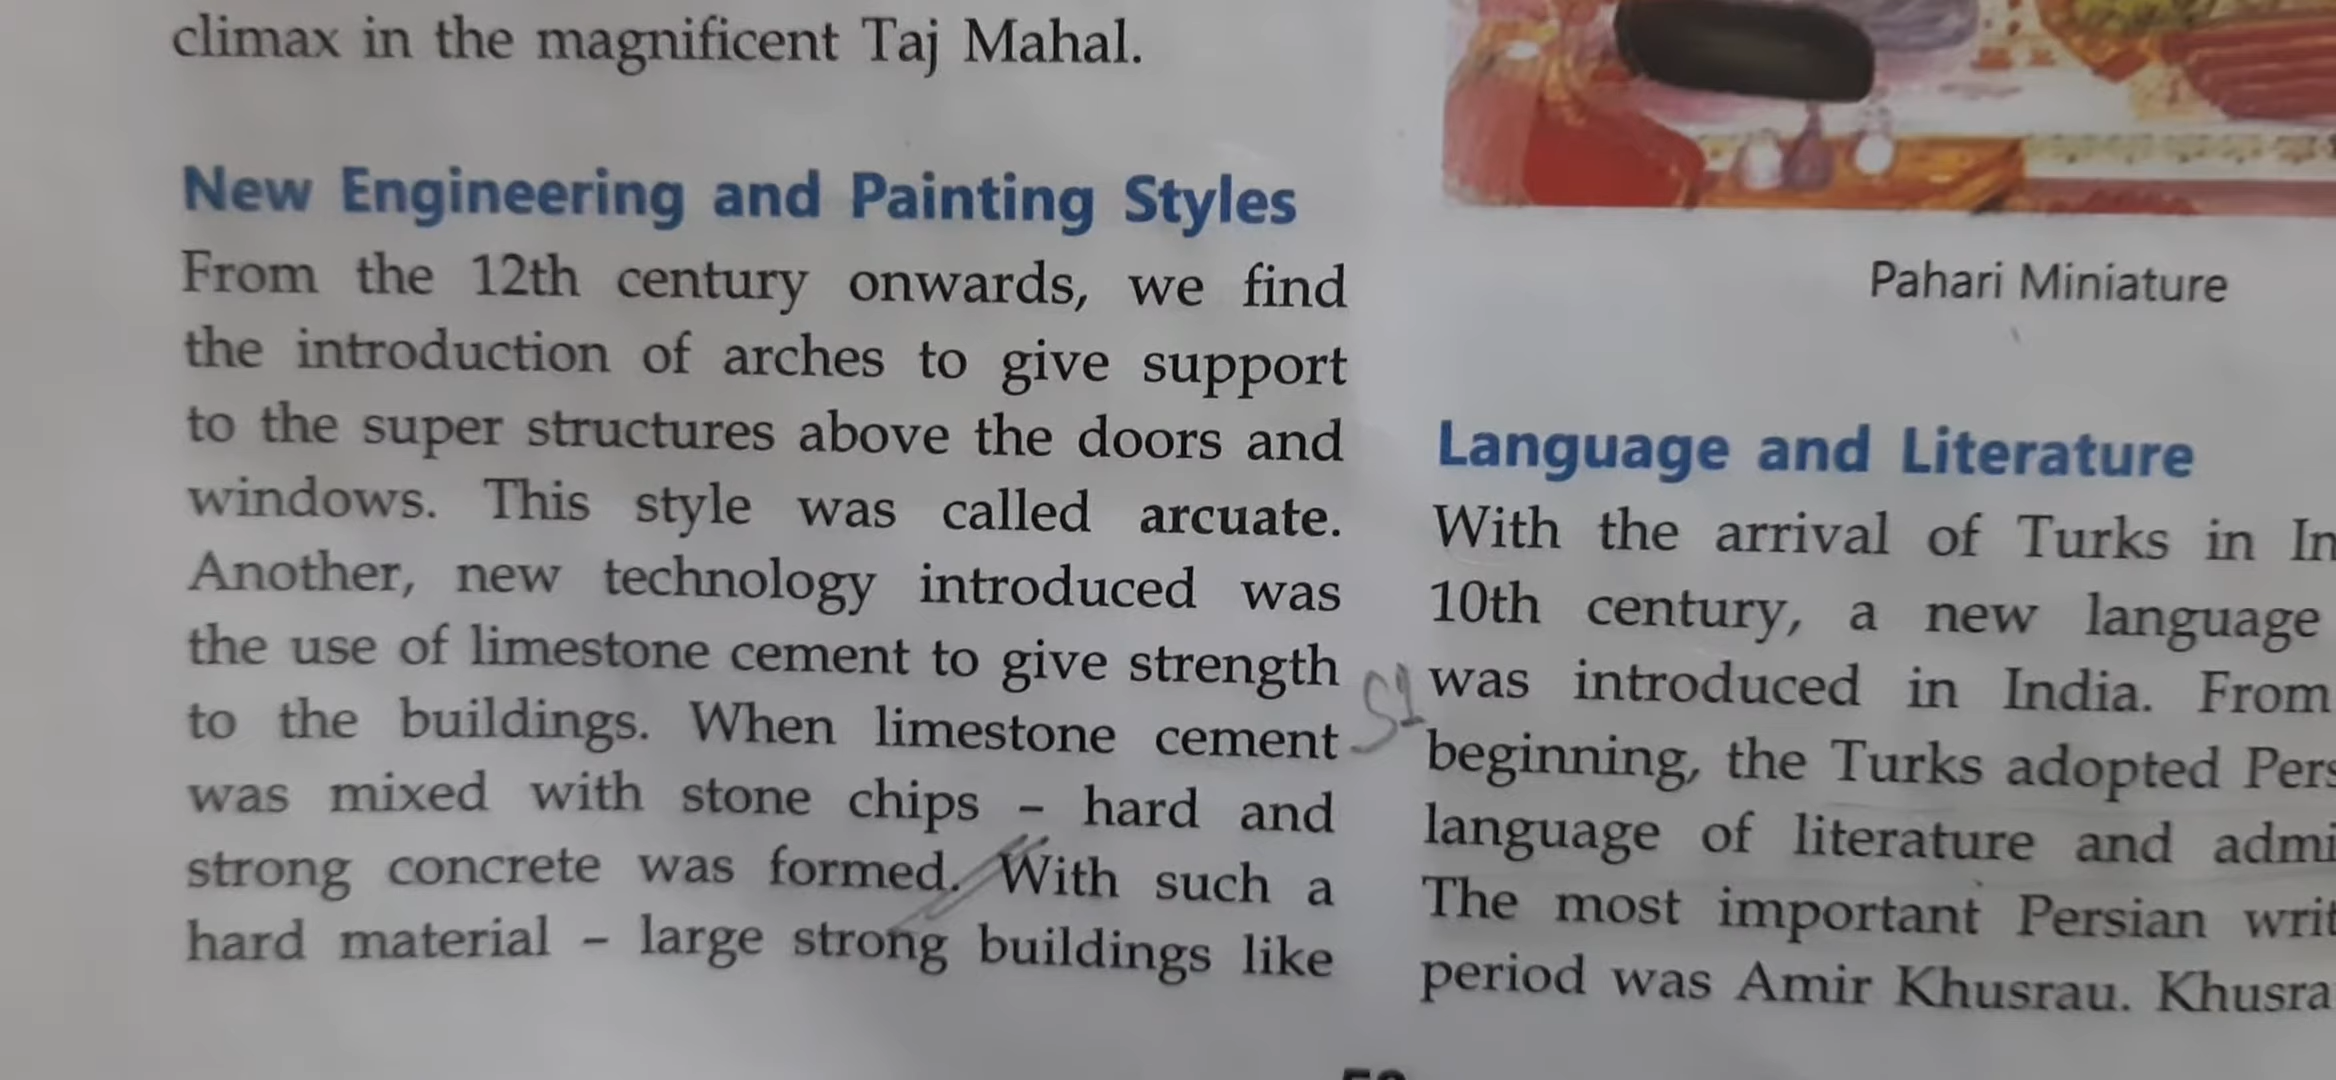 climax in the magnificent Taj Mahal.
New Engineering and Painting Styles
From the 12th century onwards, we find
the introduction of arches to give support
to the super structures above the doors and
windows. This style was called arcuate.
Another, new technology introduced was
the use of limestone cement to give strength
to the buildings. When limestone cement
was mixed with stone chips – hard and
strong concrete was formed. With such a
hard material – large strong buildings like
Pahari Miniature
Language and Literature
With the arrival of Turks in In
10th century, a new language
was introduced in India. From
beginning, the Turks adopted Pers
language of literature and admi
The most important Persian writ
period was Amir Khusrau. Khusra